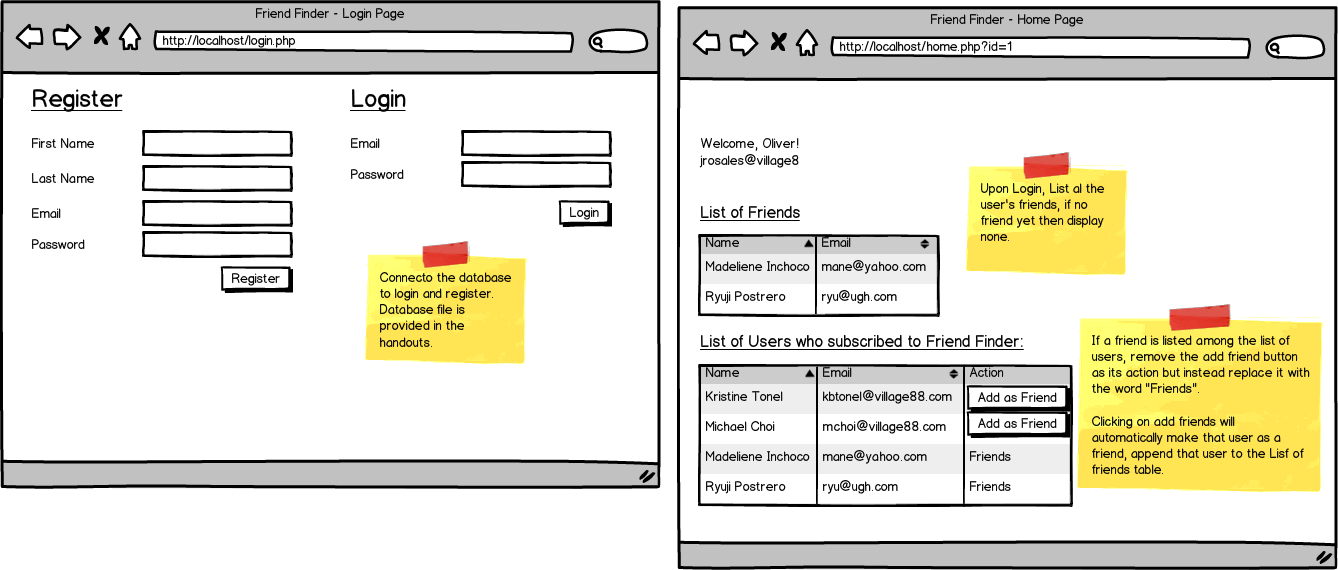 Friend Finder - Login Page
http://localhost/login.php
Register
First Name
Last Name
Email
Password
Register
Login
Email
Password
Login
Connecto the database
to login and register.
Database file is
provided in the
handouts.
Friend Finder - Home Page
http://localhost/home.php?id=1
Welcome, Oliver!
jrosales@village8
Upon Login, List al the
user's friends, if no
friend yet then display
none.
List of Friends
Name Email
Madeliene Inchoco mane@yahoo.com
Ryuji Postrero ryu@ugh.com
List of Users who subscribed to Friend Finder:
Name Email Action
Kristine Tonel kbtonel@village88.com Add as Friend
Michael Choi mchoi@village88.com Add as Friend
Madeliene Inchoco mane@yahoo.com Friends
Ryuji Postrero ryu@ugh.com Friends
If a friend is listed among the list of
users, remove the add friend button
as its action but instead replace it with
the word "Friends".
Clicking on add friends will
automatically make that user as a
friend, append that user to the Lisf of
friends table.